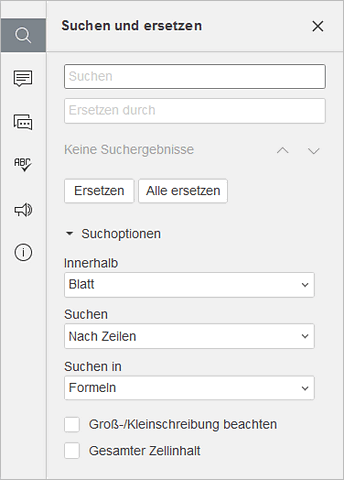 Suchen und ersetzen
Suchen
Ersetzen durch
Keine Suchergebnisse
ABC
Ersetzen
Alle ersetzen
Suchoptionen
Innerhalb
Blatt
Suchen
Nach Zeilen
Suchen in
Formeln
Groß-/Kleinschreibung beachten
Gesamter Zellinhalt